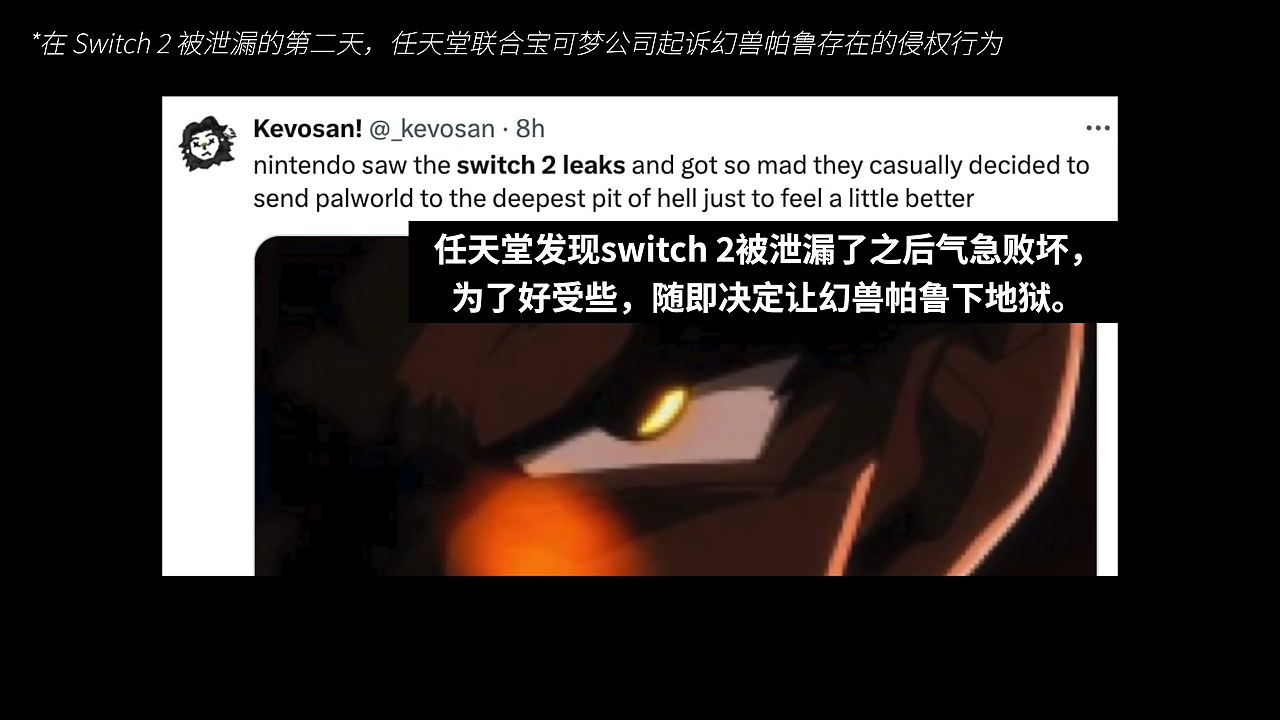 *在 Switch 2 被泄漏的第二天，任天堂联合宝可梦公司起诉幻兽帕鲁存在的侵权行为
Kevosan! @_kevosan · 8h
nintendo saw the switch 2 leaks and got so mad they casually decided to
send palworld to the deepest pit of hell just to feel a little better
任天堂发现switch 2被泄漏了之后气急败坏，
为了好受些，随即决定让幻兽帕鲁下地狱。